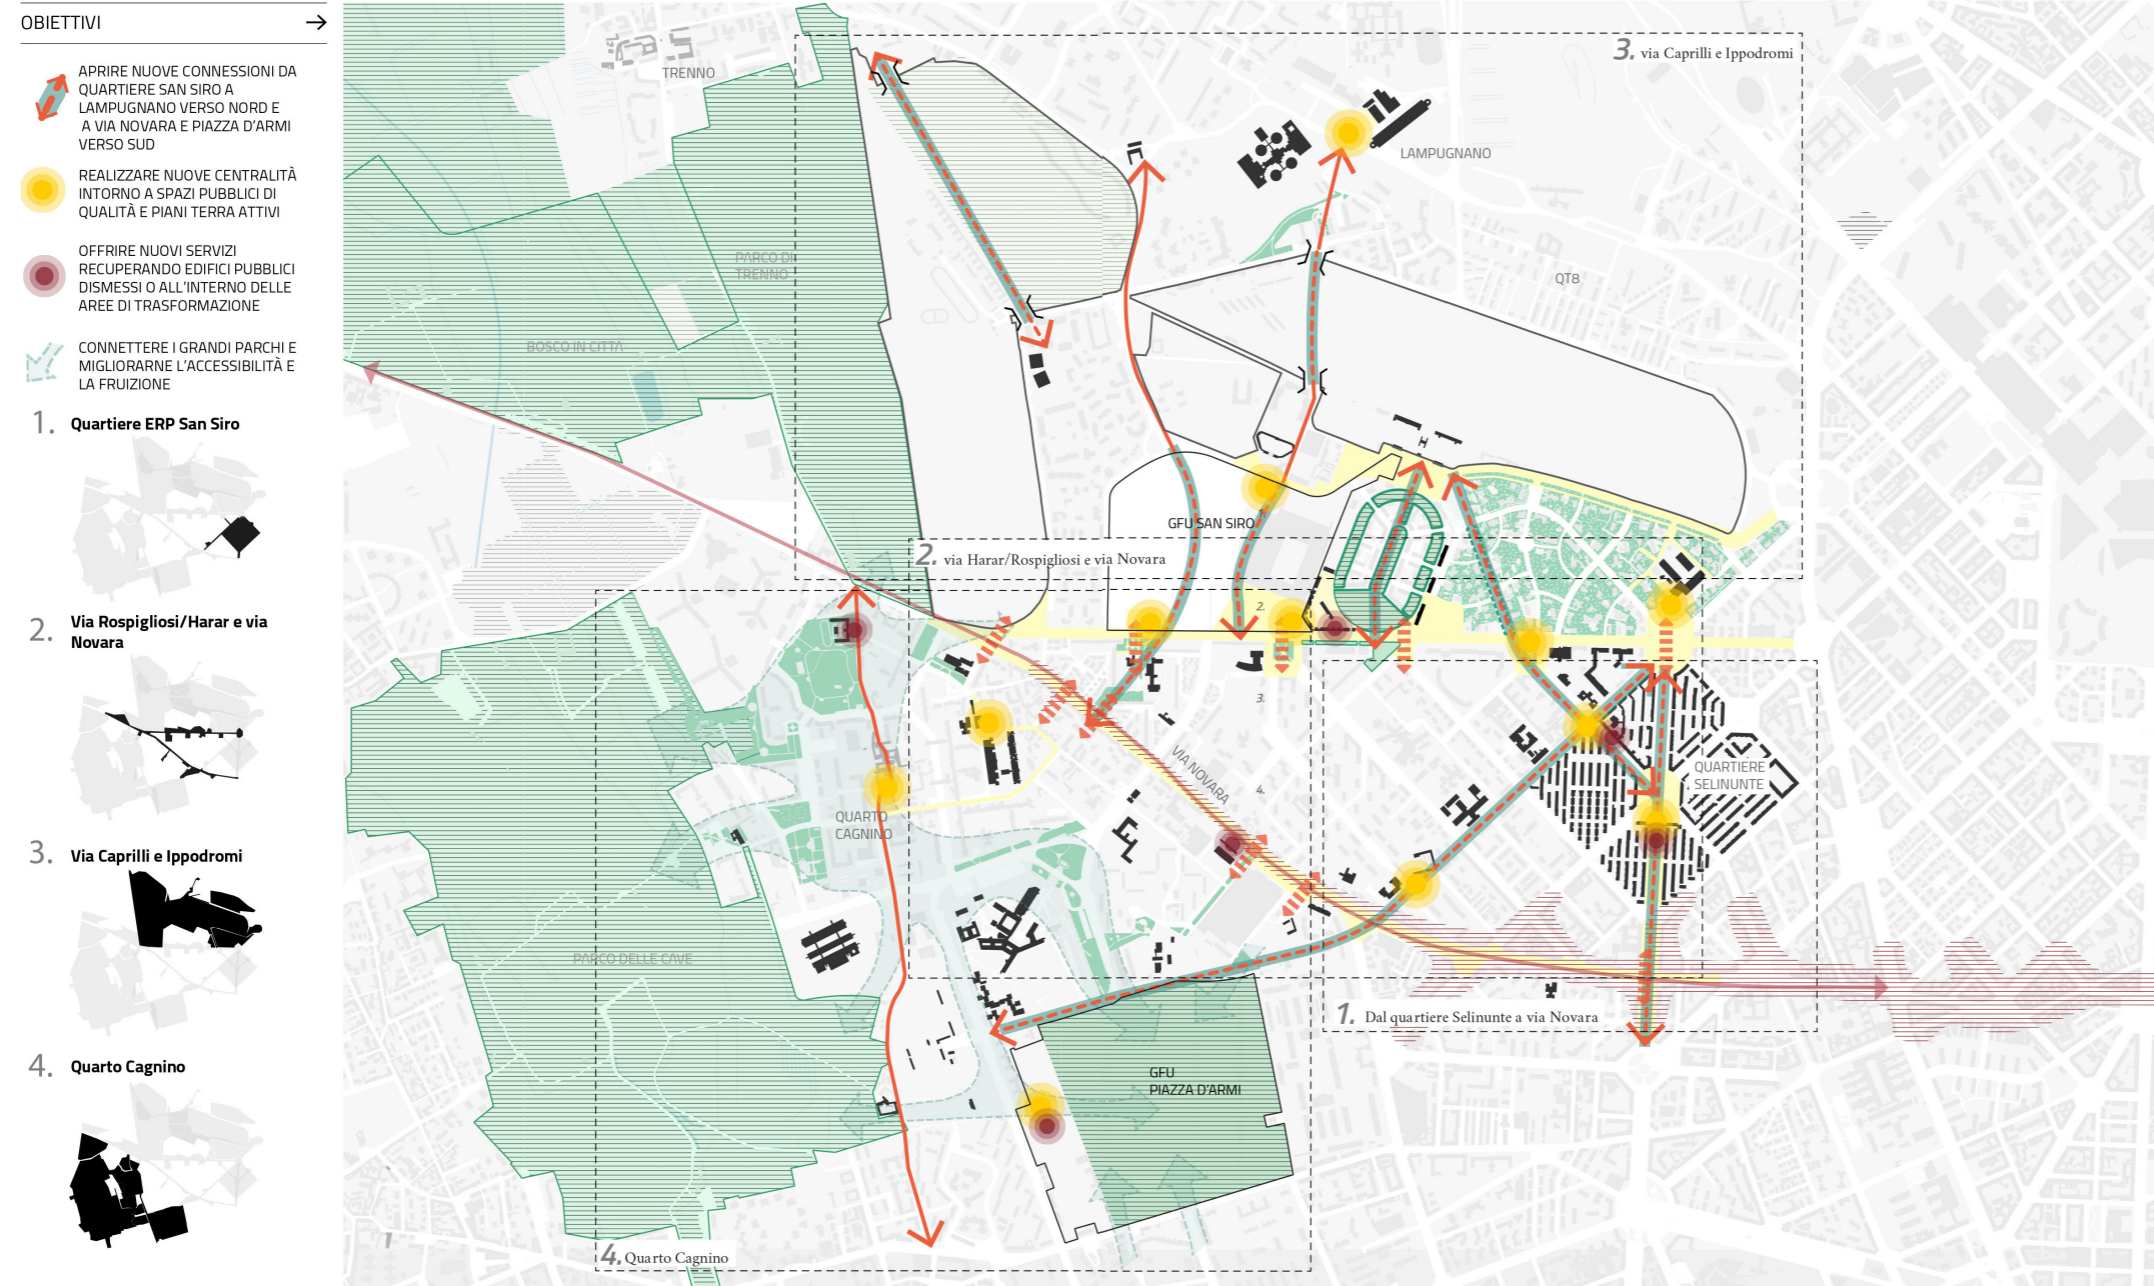 OBIETTIVI →
APRIRE NUOVE CONNESSIONI DA
QUARTIERE SAN SIRO A
LAMPUGNANO VERSO NORD E
A VIA NOVARA E PIAZZA D'ARMI
VERSO SUD
REALIZZARE NUOVE CENTRALITÀ
INTORNO A SPAZI PUBBLICI DI
QUALITÀ E PIANI TERRA ATTIVI
OFFRIRE NUOVI SERVIZI
RECUPERANDO EDIFICI PUBBLICI
DISMESSI O ALL'INTERNO DELLE
AREE DI TRASFORMAZIONE
CONNETTERE I GRANDI PARCHI E
MIGLIORARNE L'ACCESSIBILITÀ E
LA FRUIZIONE
1. Quartiere ERP San Siro
2. Via Rospigliosi/Harar e via
Novara
3. Via Caprilli e Ippodromi
4. Quarto Cagnino
3. via Caprilli e Ippodromi
TRENNO
LAMPUGNANO
PARCO DI
TRENNO
QT8
BOSCO IN CITTA
GFU SAN SIRO
2. via Harar/Rospigliosi e via Novara
2.
3.
VIA NOVARA
4.
QUARTIERE
SELINUNTE
QUARTO
CAGNINO
PARCO DELLE CAVE
1. Dal quartiere Selinunte a via Novara
GFU
PIAZZA D'ARMI
4. Quarto Cagnino